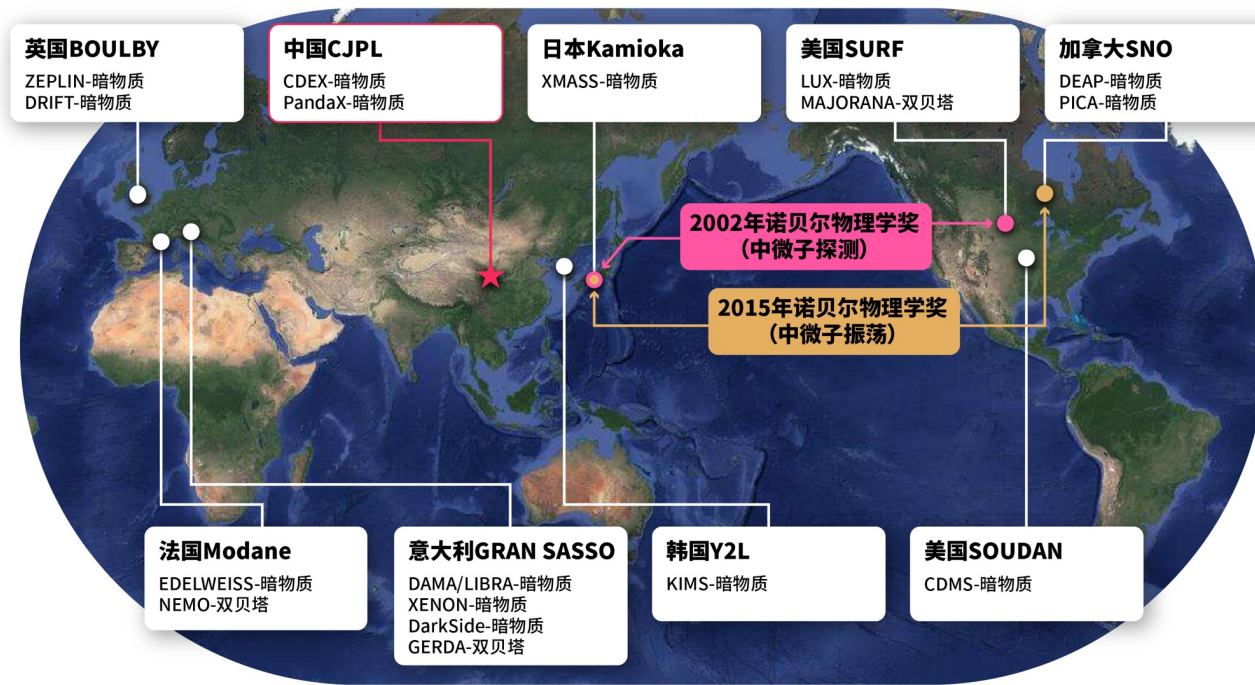 英国BOULBY
ZEPLIN-暗物质
DRIFT-暗物质
中国CJPL
CDEX-暗物质
PandaX-暗物质
日本Kamioka
XMASS-暗物质
美国SURF
LUX-暗物质
MAJORANA-双贝塔
加拿大SNO
DEAP-暗物质
PICA-暗物质
2002年诺贝尔物理学奖
（中微子探测）
2015年诺贝尔物理学奖
（中微子振荡）
法国Modane
EDELWEISS-暗物质
NEMO-双贝塔
意大利GRAN SASSO
DAMA/LIBRA-暗物质
XENON-暗物质
DarkSide-暗物质
GERDA-双贝塔
韩国Y2L
KIMS-暗物质
美国SOUDAN
CDMS-暗物质